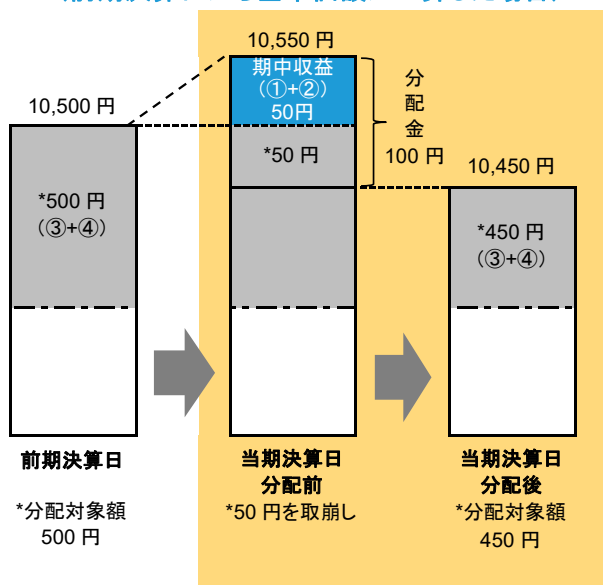 10,550 円
期中収益
(①+②)
50円
分
配
金
100 円
10,500 円
*50 円
10,450 円
*500 円
(③+④)
*450 円
(③+④)
前期決算日
*分配対象額
500 円
当期決算日
分配前
*50 円を取崩し
当期決算日
分配後
*分配対象額
450 円